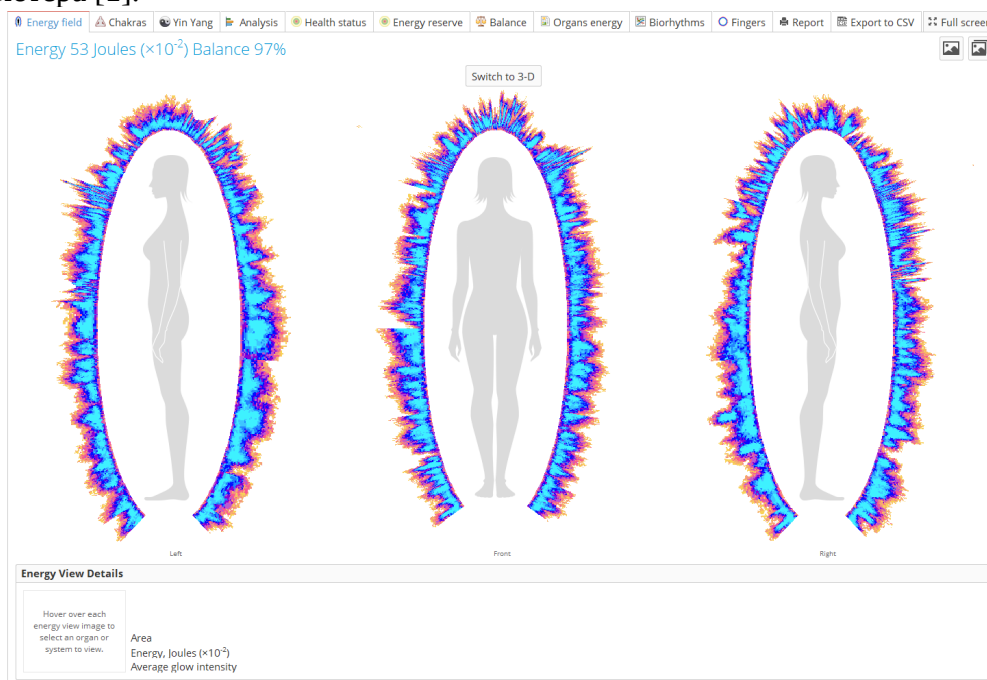 Energy field Chakras Yin Yang Analysis Health status Energy reserve Balance Organs energy Biorhythms Fingers Report Export to CSV Full screen
Energy 53 Joules (×10⁻²) Balance 97%
Switch to 3-D
Left Front Right
Energy View Details
Hover over each
energy view image to
select an organ or
system to view.
Area
Energy, Joules (×10⁻²)
Average glow intensity